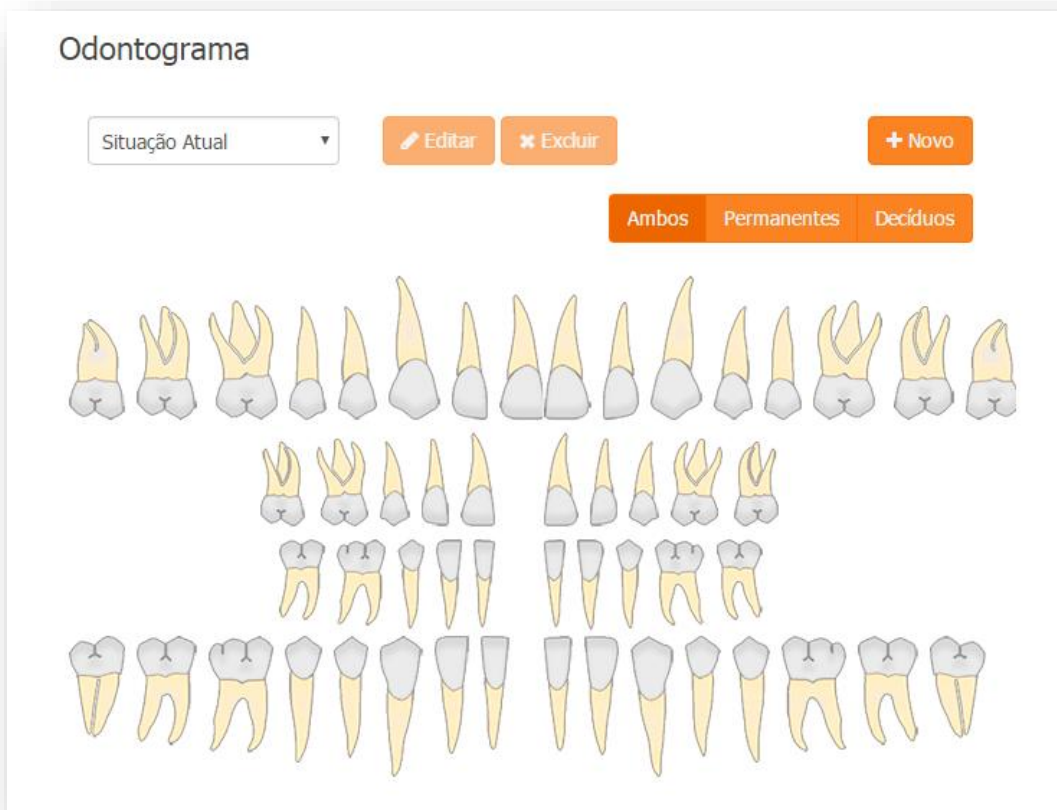 Odontograma
Situação Atual
Editar
Excluir
Novo
Ambos Permanentes Decíduos